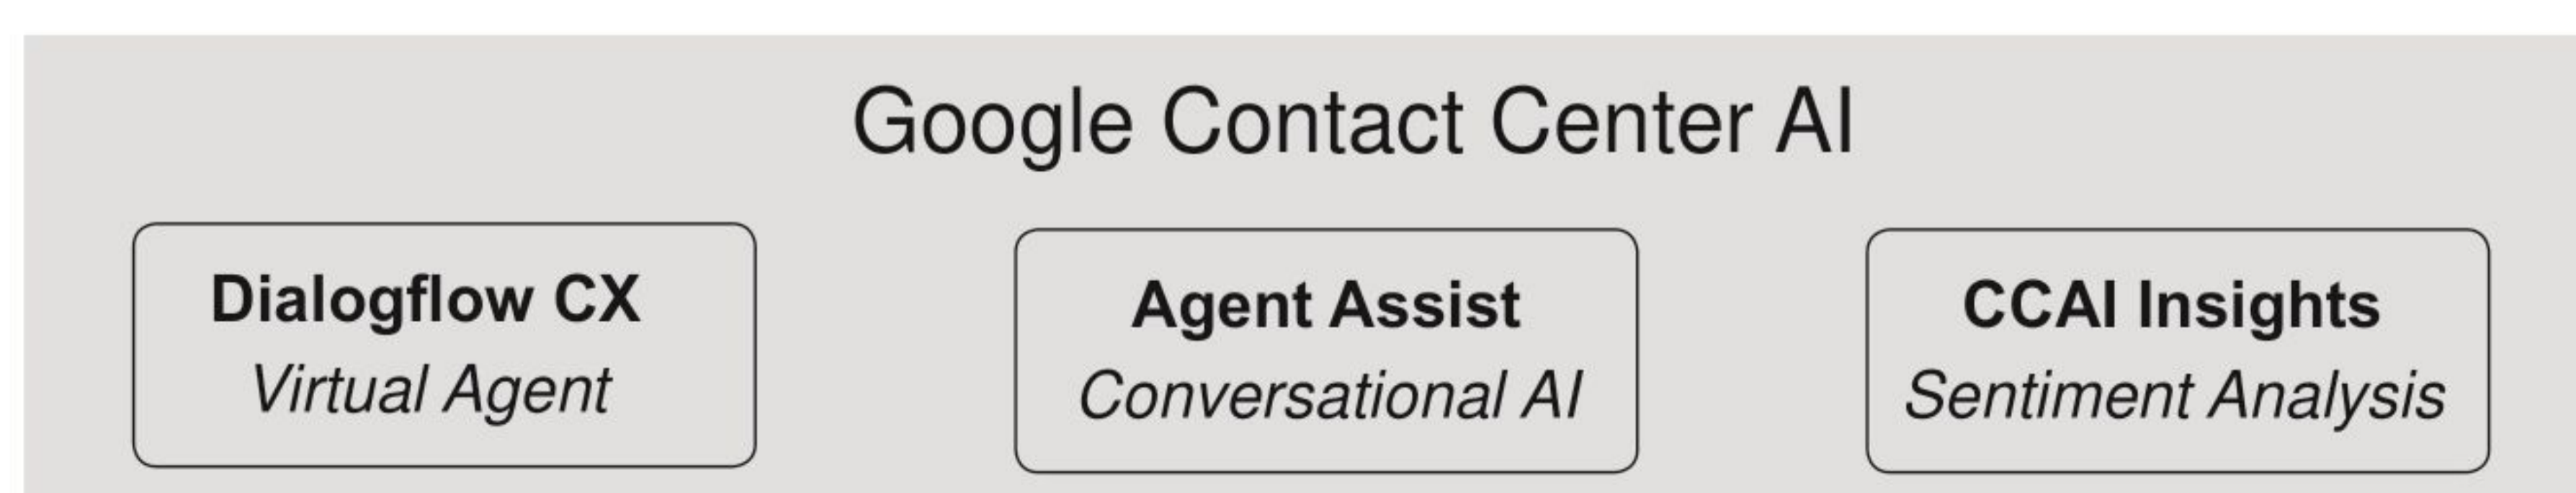 Google Contact Center AI
Dialogflow CX
Virtual Agent
Agent Assist
Conversational AI
CCAI Insights
Sentiment Analysis